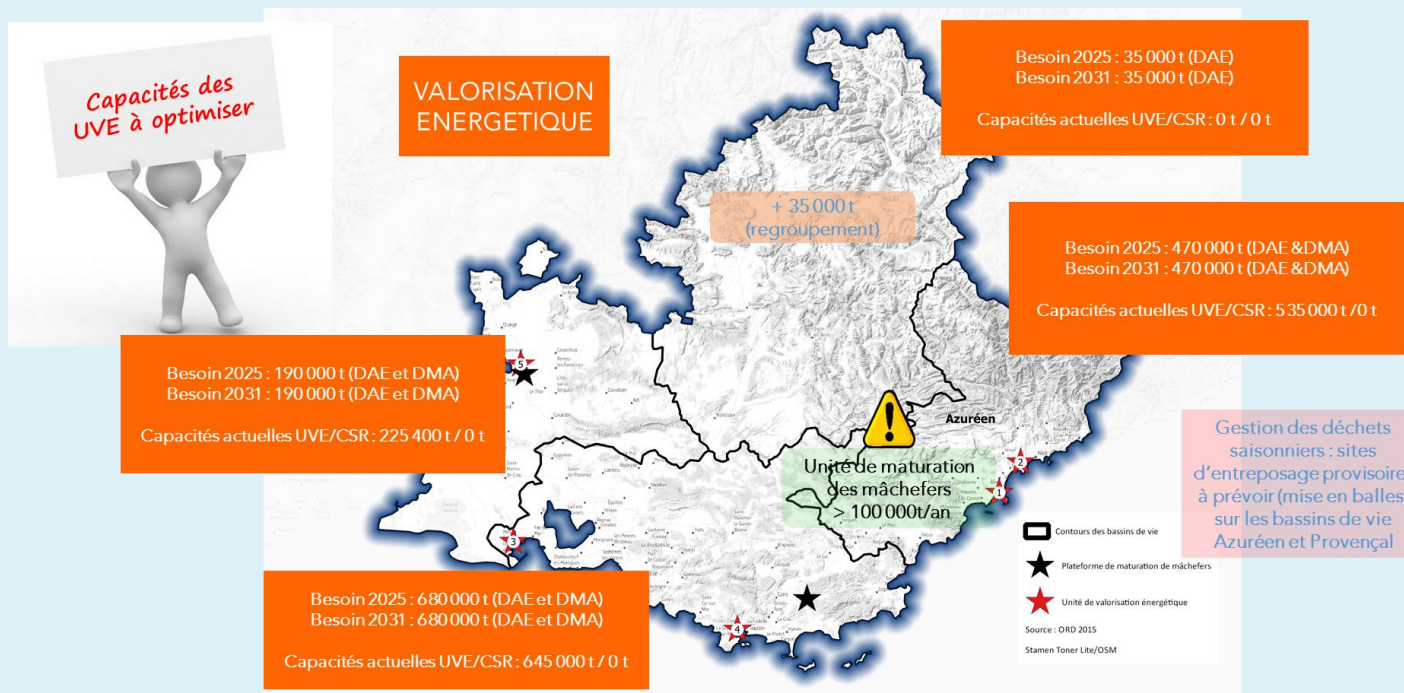 Capacités des
UVE à optimiser
VALORISATION
ENERGETIQUE
Besoin 2025 : 35 000 t (DAE)
Besoin 2031 : 35 000 t (DAE)
Capacités actuelles UVE/CSR : 0 t / 0 t
+ 35 000 t
(regroupement)
Besoin 2025 : 470 000 t (DAE &DMA)
Besoin 2031 : 470 000 t (DAE &DMA)
Capacités actuelles UVE/CSR : 535 000 t /0 t
Besoin 2025 : 190 000 t (DAE et DMA)
Besoin 2031 : 190 000 t (DAE et DMA)
Capacités actuelles UVE/CSR : 225 400 t / 0 t
5
Azuréen
Gestion des déchets
saisonniers : sites
d'entreposage provisoire
à prévoir (mise en balles
sur les bassins de vie
Azuréen et Provençal
Unité de maturation
des mâchefers
> 100 000t/an
2
1
3
4
Besoin 2025 : 680 000 t (DAE et DMA)
Besoin 2031 : 680 000 t (DAE et DMA)
Capacités actuelles UVE/CSR : 645 000 t / 0 t
Contours des bassins de vie
Plateforme de maturation de mâchefers
Unité de valorisation énergétique
Source : ORD 2015
Stamen Toner Lite/OSM